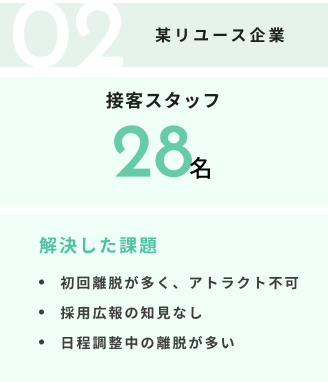 02
某リユース企業
接客スタッフ
28名
解決した課題
• 初回離脱が多く、アトラクト不可
• 採用広報の知見なし
• 日程調整中の離脱が多い